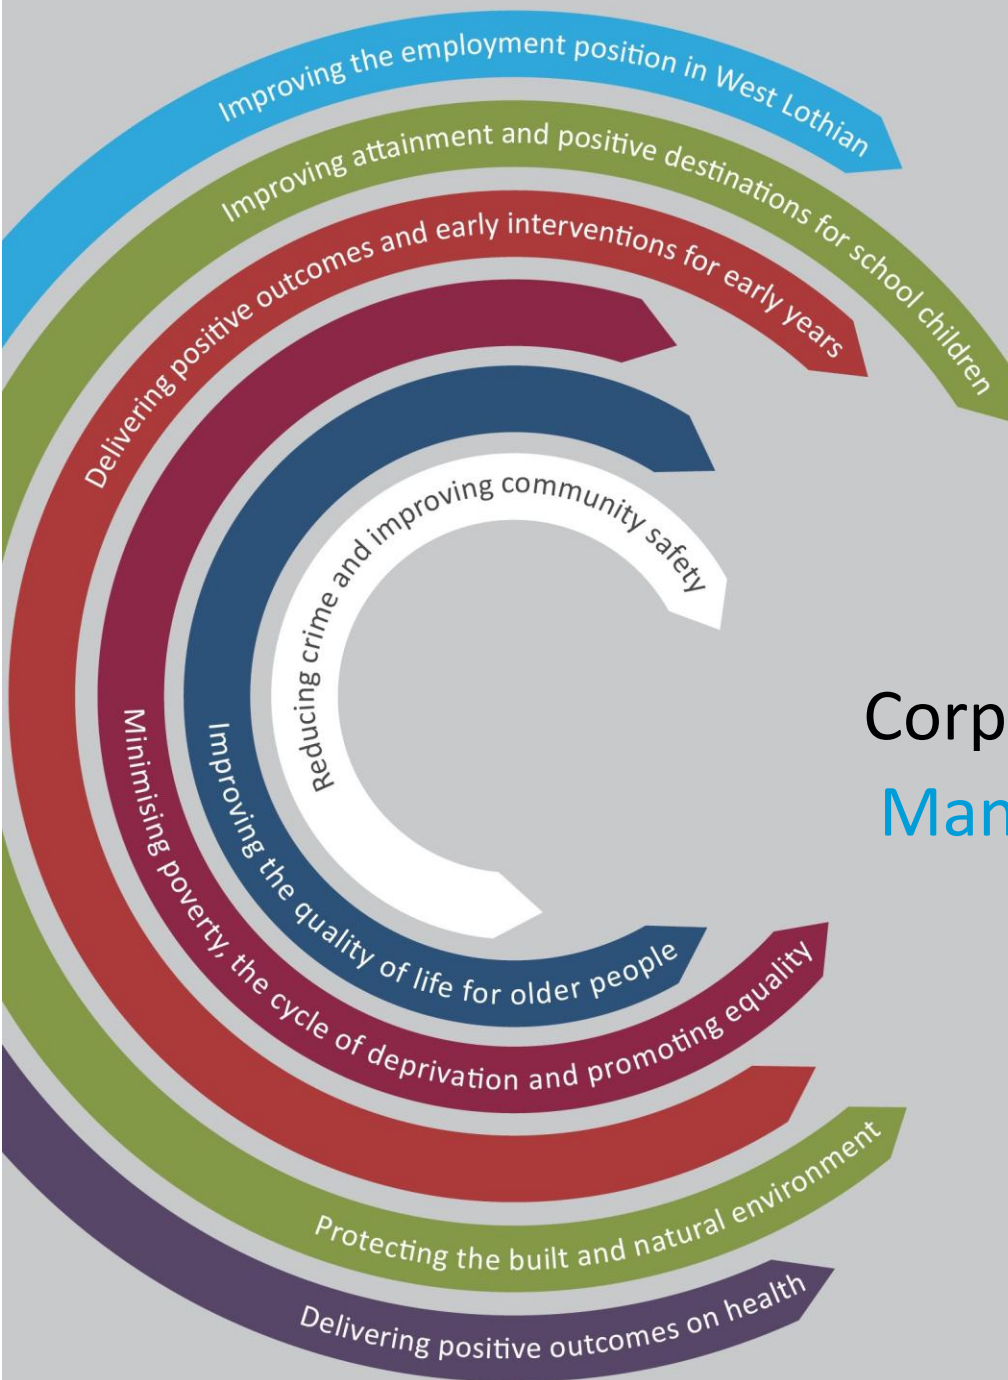 Improving the employment position in West Lothian
Improving attainment and positive destinations for school children
Delivering positive outcomes and early interventions for early years
Reducing crime and improving community safety
Corp
Man
Improving the quality of life for older people
Minimising poverty, the cycle of deprivation and promoting equality
Protecting the built and natural environment
Delivering positive outcomes on health